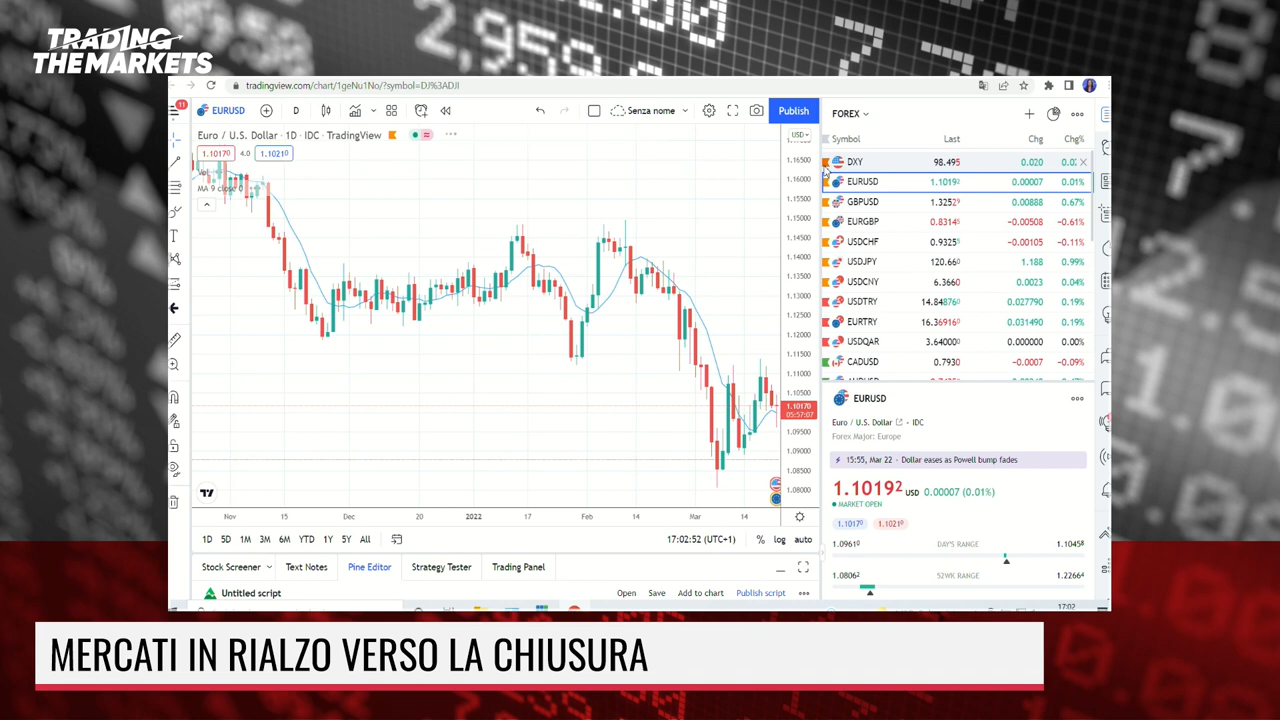 TRADING
THEMARKETS
tradingview.com/chart/1geNu1No/?symbol=DJ%3ADJI
11
EURUSD
D
Senza nome
Publish
Euro / U.S. Dollar · 1D · IDC · TradingView
USD
1.10170 4.0 1.10210
MA 9 close 0
1.16500
1.16000
1.15500
1.15000
1.14500
1.14000
1.13500
1.13000
1.12500
1.12000
1.11500
1.11000
1.10500
1.10170
05:57:07
1.09500
1.09000
1.08500
1.08000
Nov 15 Dec 20 2022 17 Feb 14 Mar 14
1D 5D 1M 3M 6M YTD 1Y 5Y All
17:02:52 (UTC+1) % log auto
Stock Screener Text Notes Pine Editor Strategy Tester Trading Panel
Untitled script
Open Save Add to chart Publish script
FOREX
Symbol Last Chg Chg%
DXY 98.495 0.020
EURUSD 1.10192 0.00007 0.01%
GBPUSD 1.32529 0.00888 0.67%
EURGBP 0.83145 −0.00508 −0.61%
USDCHF 0.9325⁵ −0.00105 −0.11%
USDJPY 120.660 1.188 0.99%
USDCNY 6.3660 0.0023 0.04%
USDTRY 14.848760 0.027790 0.19%
EURTRY 16.369160 0.031490 0.19%
USDQAR 3.640000 0.000000 0.00%
CADUSD 0.7930 −0.0007 −0.09%
EURUSD
Euro / U.S. Dollar - IDC
Forex Major: Europe
15:55, Mar 22 · Dollar eases as Powell bump fades
1.10192 USD 0.00007 (0.01%)
MARKET OPEN
1.10170 1.10210
1.09610 DAY'S RANGE 1.10458
1.08062 52WK RANGE 1.22664
17:02
MERCATI IN RIALZO VERSO LA CHIUSURA